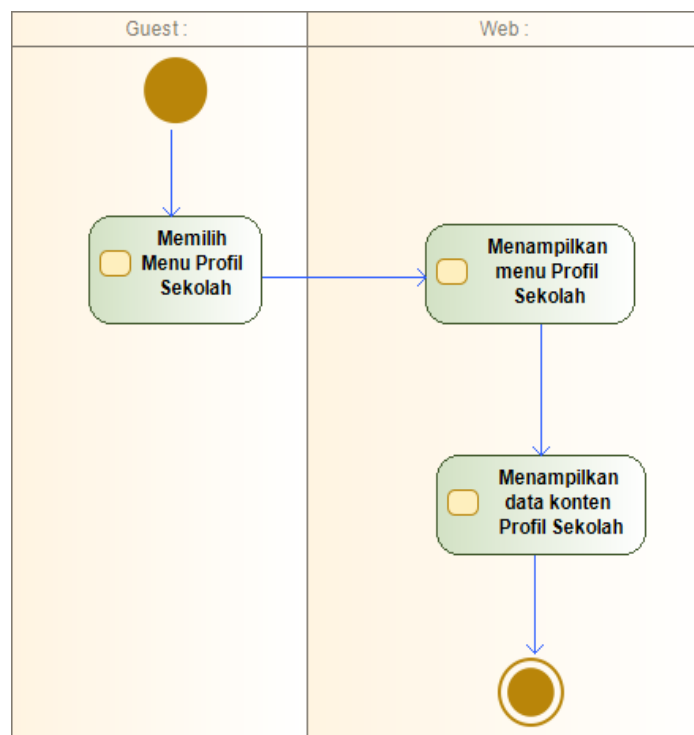 Guest :
Web :
Memilih
Menu Profil
Sekolah
Menampilkan
menu Profil
Sekolah
Menampilkan
data konten
Profil Sekolah